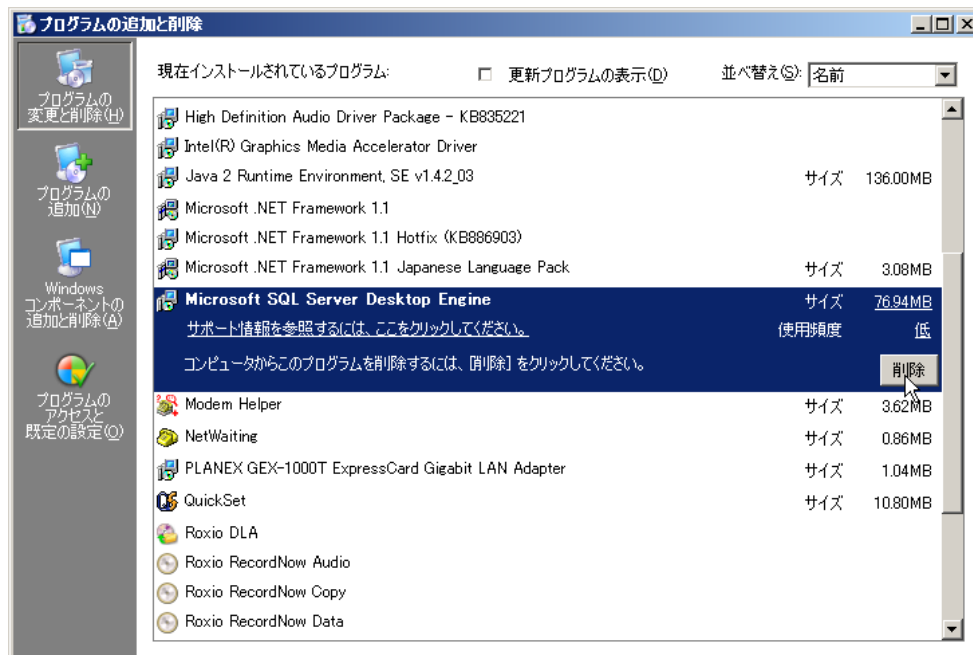 プログラムの追加と削除
プログラムの
変更と削除(H)
プログラムの
追加(N)
Windows
コンポーネントの
追加と削除(A)
プログラムの
アクセスと
既定の設定(O)
現在インストールされているプログラム:
更新プログラムの表示(D)
並べ替え(S): 名前
High Definition Audio Driver Package - KB835221
Intel(R) Graphics Media Accelerator Driver
Java 2 Runtime Environment, SE v1.4.2_03 サイズ 136.00MB
Microsoft .NET Framework 1.1
Microsoft .NET Framework 1.1 Hotfix (KB886903)
Microsoft .NET Framework 1.1 Japanese Language Pack サイズ 3.08MB
Microsoft SQL Server Desktop Engine サイズ 76.94MB
サポート情報を参照するには、ここをクリックしてください。 使用頻度 低
コンピュータからこのプログラムを削除するには、[削除] をクリックしてください。 削除
Modem Helper サイズ 3.62MB
NetWaiting サイズ 0.86MB
PLANEX GEX-1000T ExpressCard Gigabit LAN Adapter サイズ 1.04MB
QuickSet サイズ 10.80MB
Roxio DLA
Roxio RecordNow Audio
Roxio RecordNow Copy
Roxio RecordNow Data